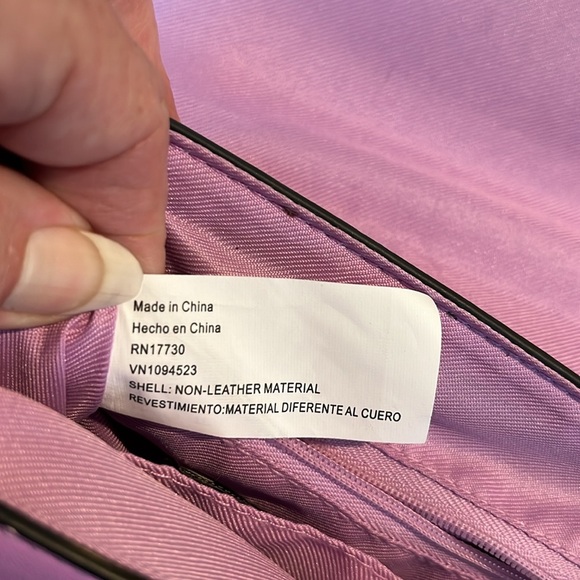 Made in China
Hecho en China
RN17730
VN1094523
SHELL: NON-LEATHER MATERIAL
REVESTIMIENTO:MATERIAL DIFERENTE AL CUERO